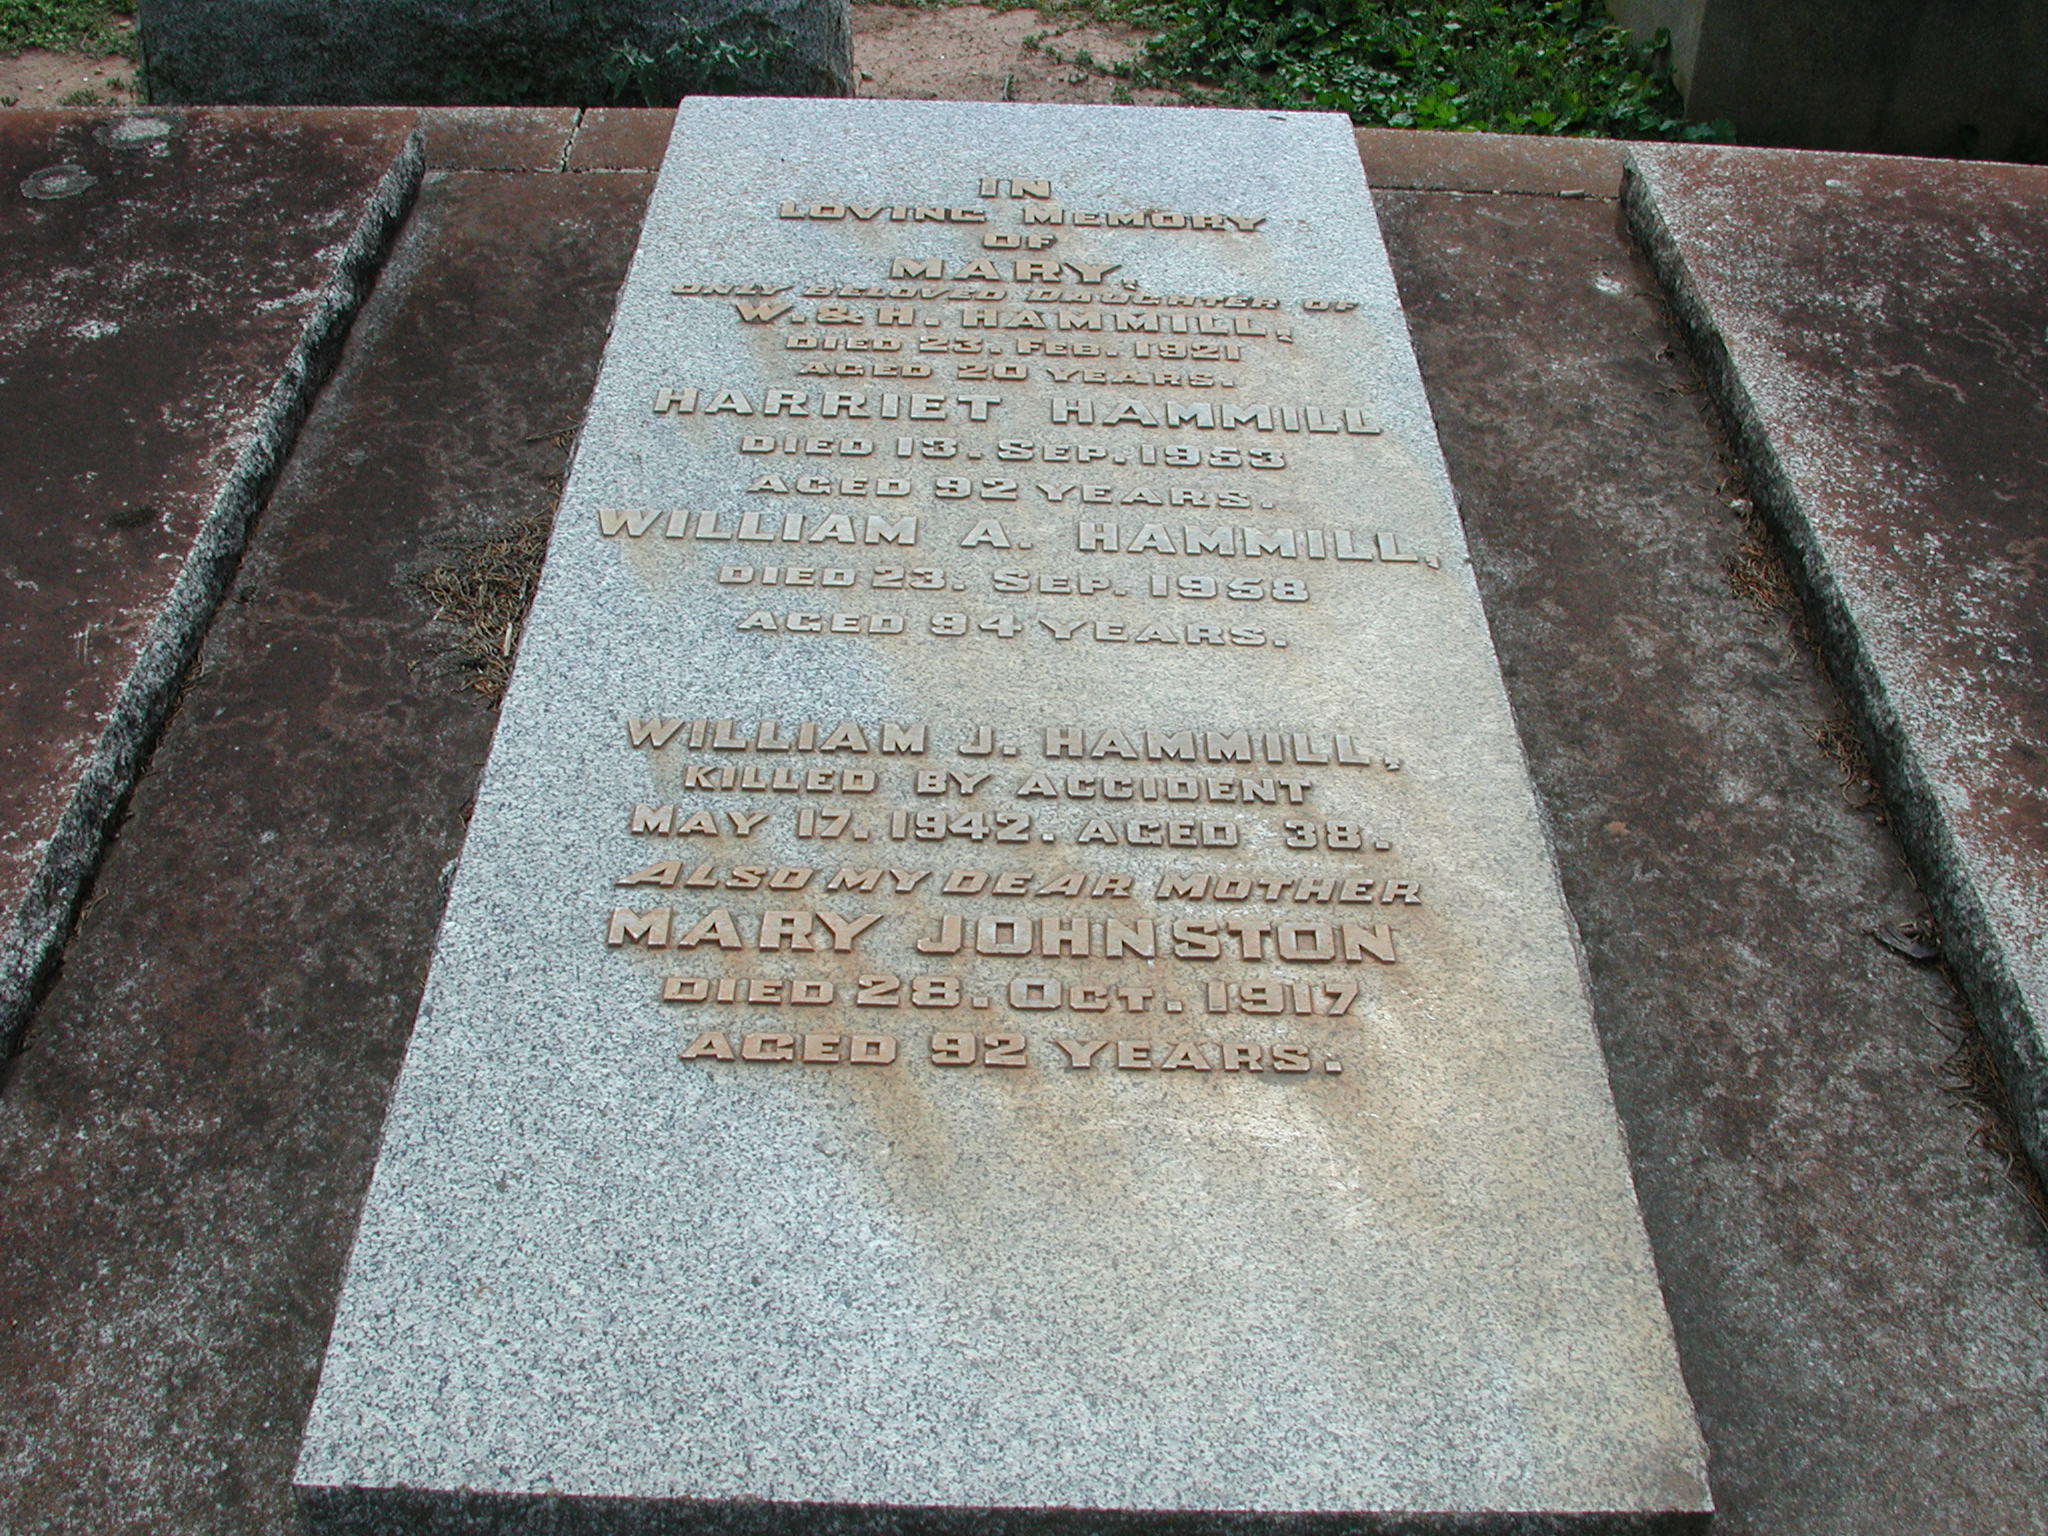 IN
LOVING MEMORY
OF
MARY,
ONLY BELOVED DAUGHTER OF
W. & H. HAMMILL,
DIED 23. FEB. 1921
AGED 20 YEARS.
HARRIET HAMMILL
DIED 13. SEP. 1953
AGED 92 YEARS.
WILLIAM A. HAMMILL,
DIED 23. SEP. 1958
AGED 94 YEARS.
WILLIAM J. HAMMILL,
KILLED BY ACCIDENT
MAY 17. 1942. AGED 38.
ALSO MY DEAR MOTHER
MARY JOHNSTON
DIED 28. OCT. 1917
AGED 92 YEARS.